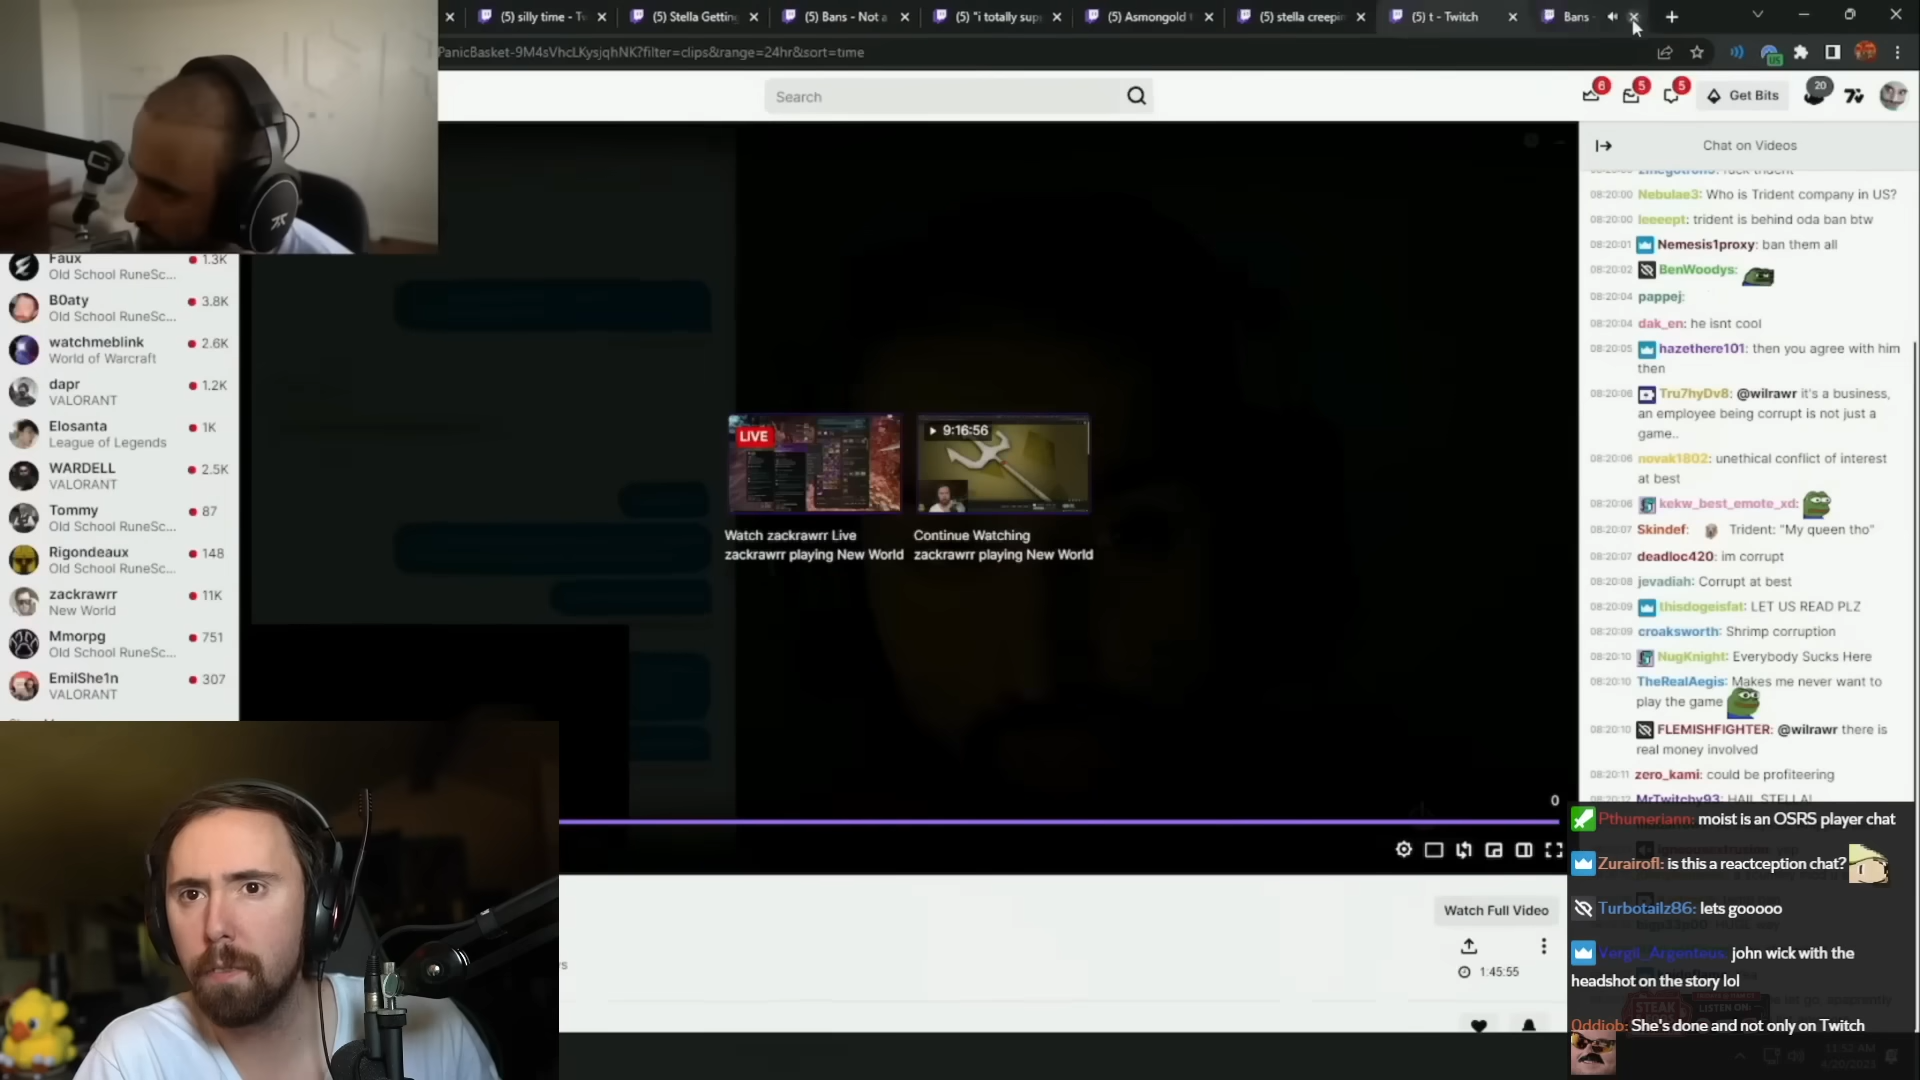 (5) silly time - Tw
(5) Stella Getting
(5) Bans - Not a
(5) "i totally sup
(5) Asmongold
(5) stella creepin
(5) t - Twitch
Bans
PanicBasket-9M4sVhcLKysjqhNK?filter=clips&range=24hr&sort=time
Search
6
5
5
Get Bits
20
Faux
1.3K
Old School RuneSc...
B0aty
3.8K
Old School RuneSc...
watchmeblink
2.6K
World of Warcraft
dapr
1.2K
VALORANT
Elosanta
1K
League of Legends
WARDELL
2.5K
VALORANT
Tommy
87
Old School RuneSc...
Rigondeaux
148
Old School RuneSc...
zackrawrr
11K
New World
Mmorpg
751
Old School RuneSc...
EmilShe1n
307
VALORANT
LIVE
9:16:56
Watch zackrawrr Live
zackrawrr playing New World
Continue Watching
zackrawrr playing New World
0
Watch Full Video
1:45:55
Chat on Videos
08:20:00 Nebulae3: Who is Trident company in US?
08:20:00 leeeept: trident is behind oda ban btw
08:20:01 Nemesis1proxy: ban them all
08:20:02 BenWoodys:
08:20:04 pappej:
08:20:04 dak_en: he isnt cool
08:20:05 hazethere101: then you agree with him
then
08:20:06 Tru7hyDv8: @wilrawr it's a business,
an employee being corrupt is not just a
game..
08:20:06 novak1802: unethical conflict of interest
at best
08:20:06 kekw_best_emote_xd:
08:20:07 Skindef: Trident: "My queen tho"
08:20:07 deadloc420: im corrupt
08:20:08 jevadiah: Corrupt at best
08:20:09 thisdogeisfat: LET US READ PLZ
08:20:09 croaksworth: Shrimp corruption
08:20:10 NugKnight: Everybody Sucks Here
08:20:10 TheRealAegis: Makes me never want to
play the game
08:20:10 FLEMISHFIGHTER: @wilrawr there is
real money involved
08:20:11 zero_kami: could be profiteering
08:20:12 MrTwitchy93: HAIL STELLA!
Pthumeriann: moist is an OSRS player chat
Zurairofl: is this a reactception chat?
Turbotailz86: lets gooooo
Vergil_Argenteus: john wick with the
headshot on the story lol
Oddjob: She's done and not only on Twitch